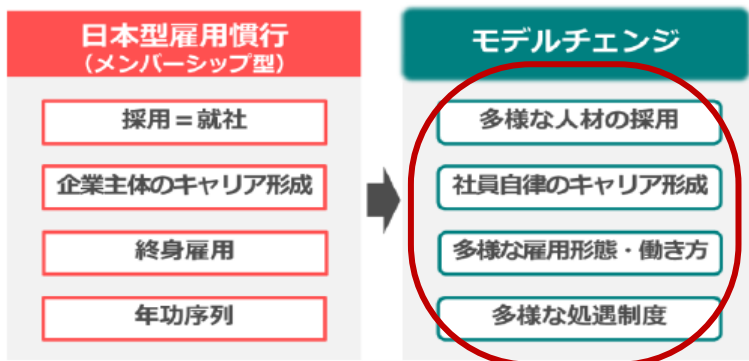 日本型雇用慣行
（メンバーシップ型）
採用＝就社
企業主体のキャリア形成
終身雇用
年功序列
モデルチェンジ
多様な人材の採用
社員自律のキャリア形成
多様な雇用形態・働き方
多様な処遇制度